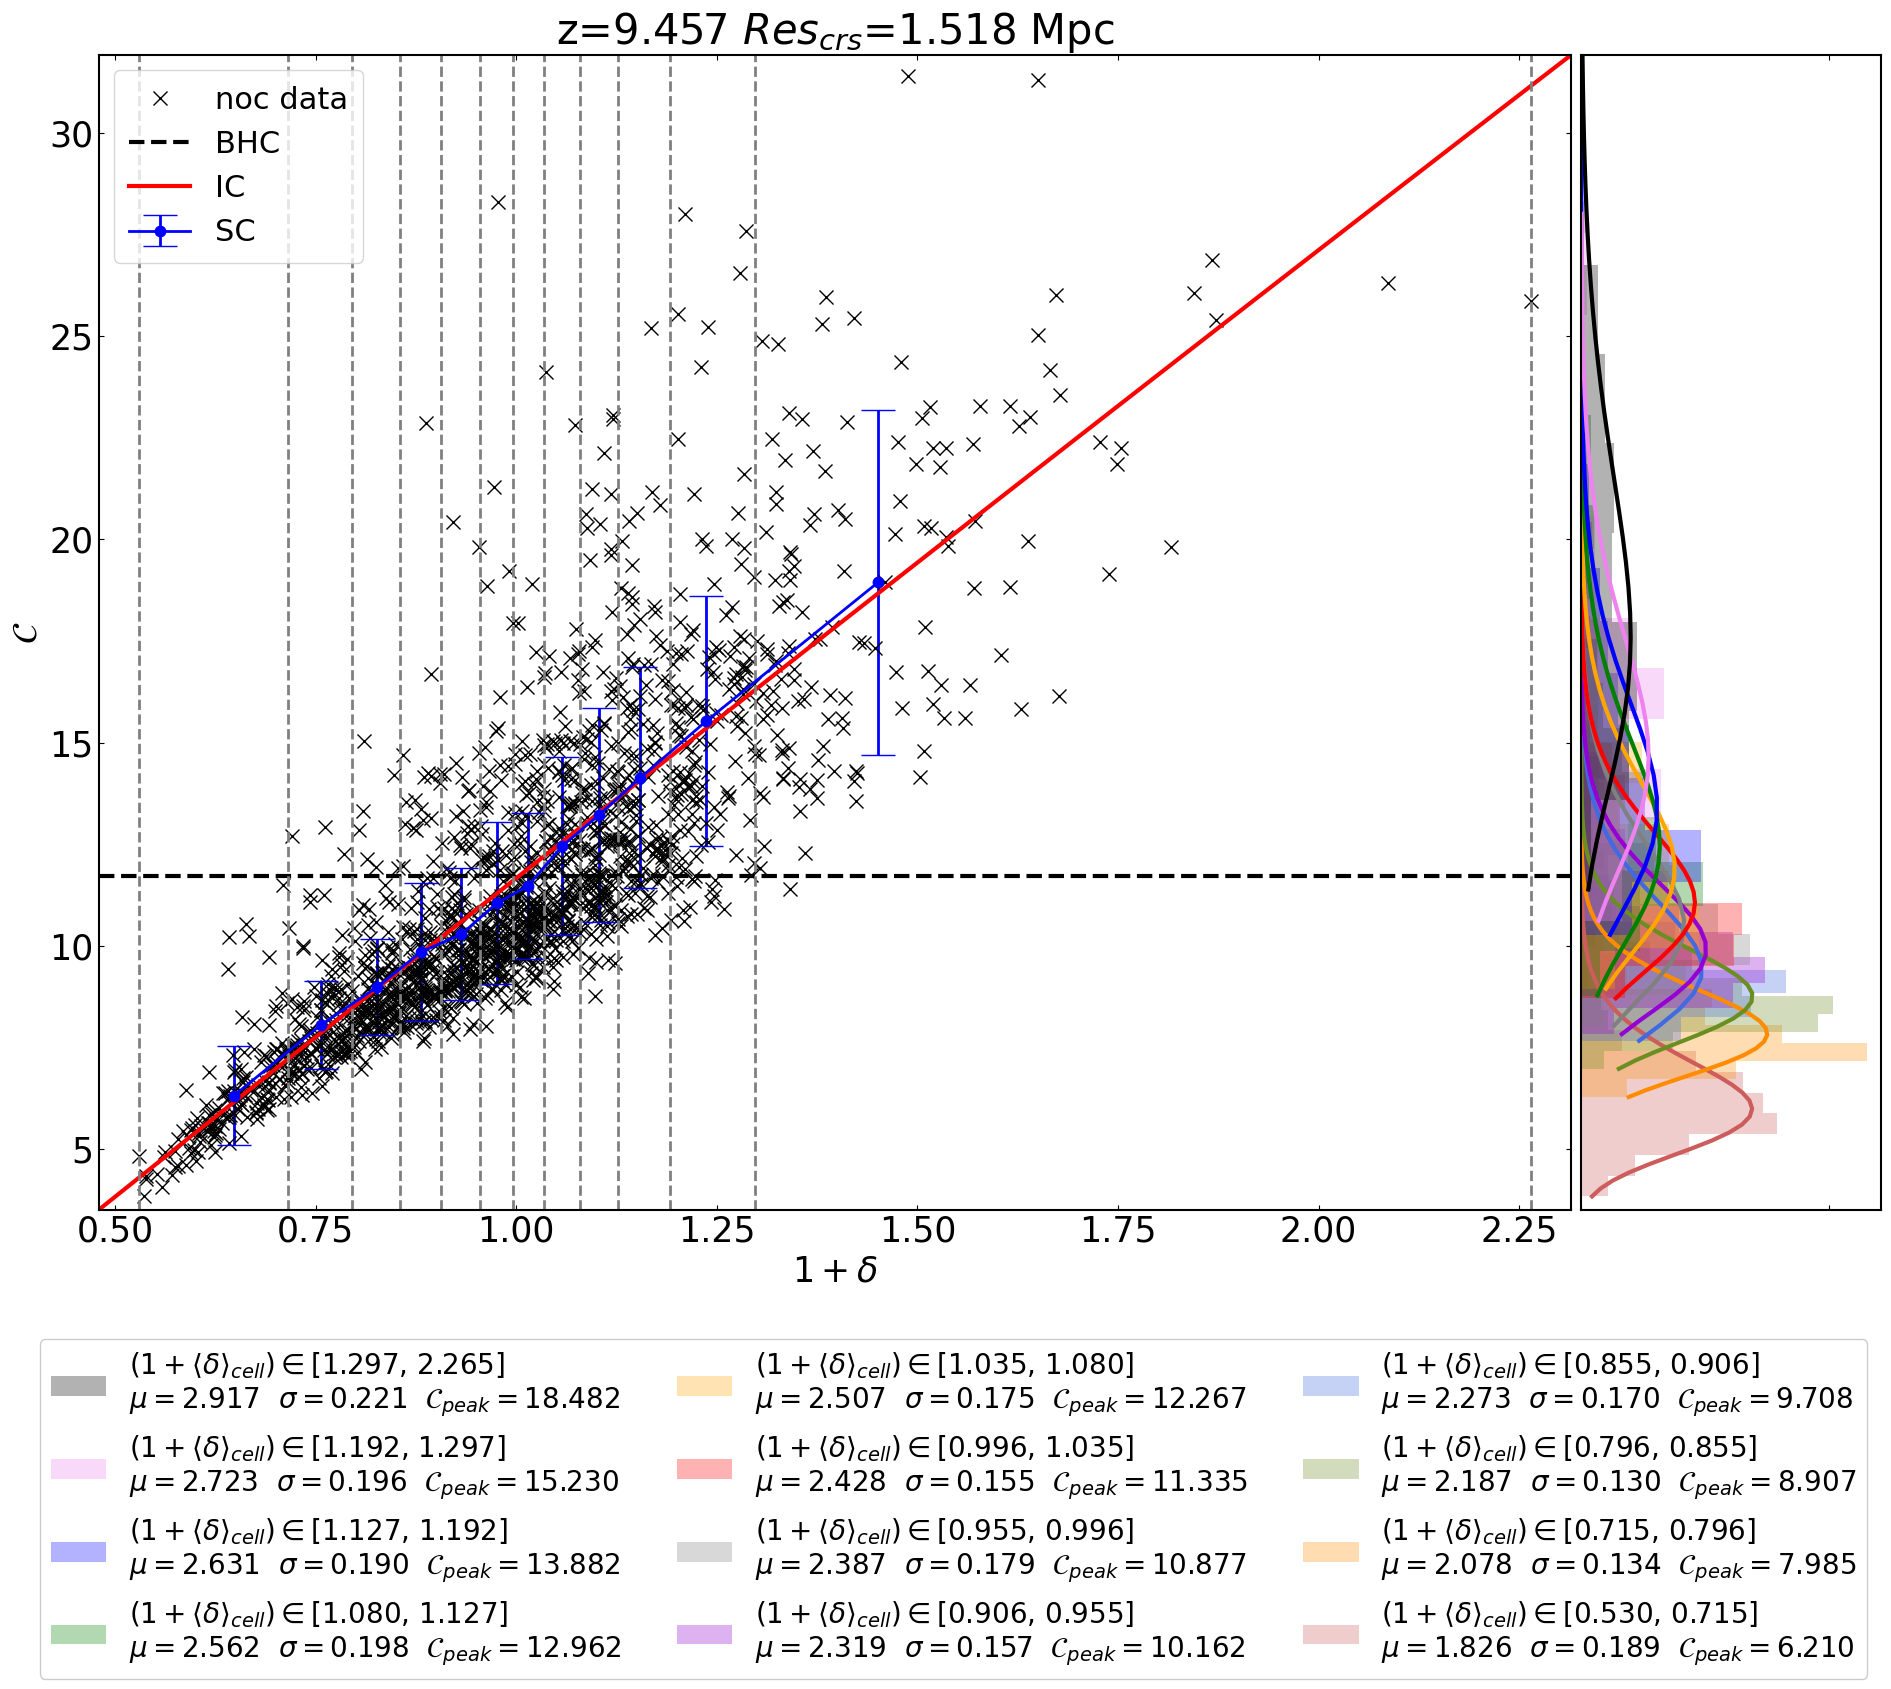 z=9.457 Res_crs=1.518 Mpc
noc data
BHC
IC
SC
30
25
20
15
10
5
𝒞
0.50 0.75 1.00 1.25 1.50 1.75 2.00 2.25
1 + δ
(1 + ⟨δ⟩_cell) ∈ [1.297, 2.265]
μ = 2.917 σ = 0.221 𝒞_peak = 18.482
(1 + ⟨δ⟩_cell) ∈ [1.192, 1.297]
μ = 2.723 σ = 0.196 𝒞_peak = 15.230
(1 + ⟨δ⟩_cell) ∈ [1.127, 1.192]
μ = 2.631 σ = 0.190 𝒞_peak = 13.882
(1 + ⟨δ⟩_cell) ∈ [1.080, 1.127]
μ = 2.562 σ = 0.198 𝒞_peak = 12.962
(1 + ⟨δ⟩_cell) ∈ [1.035, 1.080]
μ = 2.507 σ = 0.175 𝒞_peak = 12.267
(1 + ⟨δ⟩_cell) ∈ [0.996, 1.035]
μ = 2.428 σ = 0.155 𝒞_peak = 11.335
(1 + ⟨δ⟩_cell) ∈ [0.955, 0.996]
μ = 2.387 σ = 0.179 𝒞_peak = 10.877
(1 + ⟨δ⟩_cell) ∈ [0.906, 0.955]
μ = 2.319 σ = 0.157 𝒞_peak = 10.162
(1 + ⟨δ⟩_cell) ∈ [0.855, 0.906]
μ = 2.273 σ = 0.170 𝒞_peak = 9.708
(1 + ⟨δ⟩_cell) ∈ [0.796, 0.855]
μ = 2.187 σ = 0.130 𝒞_peak = 8.907
(1 + ⟨δ⟩_cell) ∈ [0.715, 0.796]
μ = 2.078 σ = 0.134 𝒞_peak = 7.985
(1 + ⟨δ⟩_cell) ∈ [0.530, 0.715]
μ = 1.826 σ = 0.189 𝒞_peak = 6.210